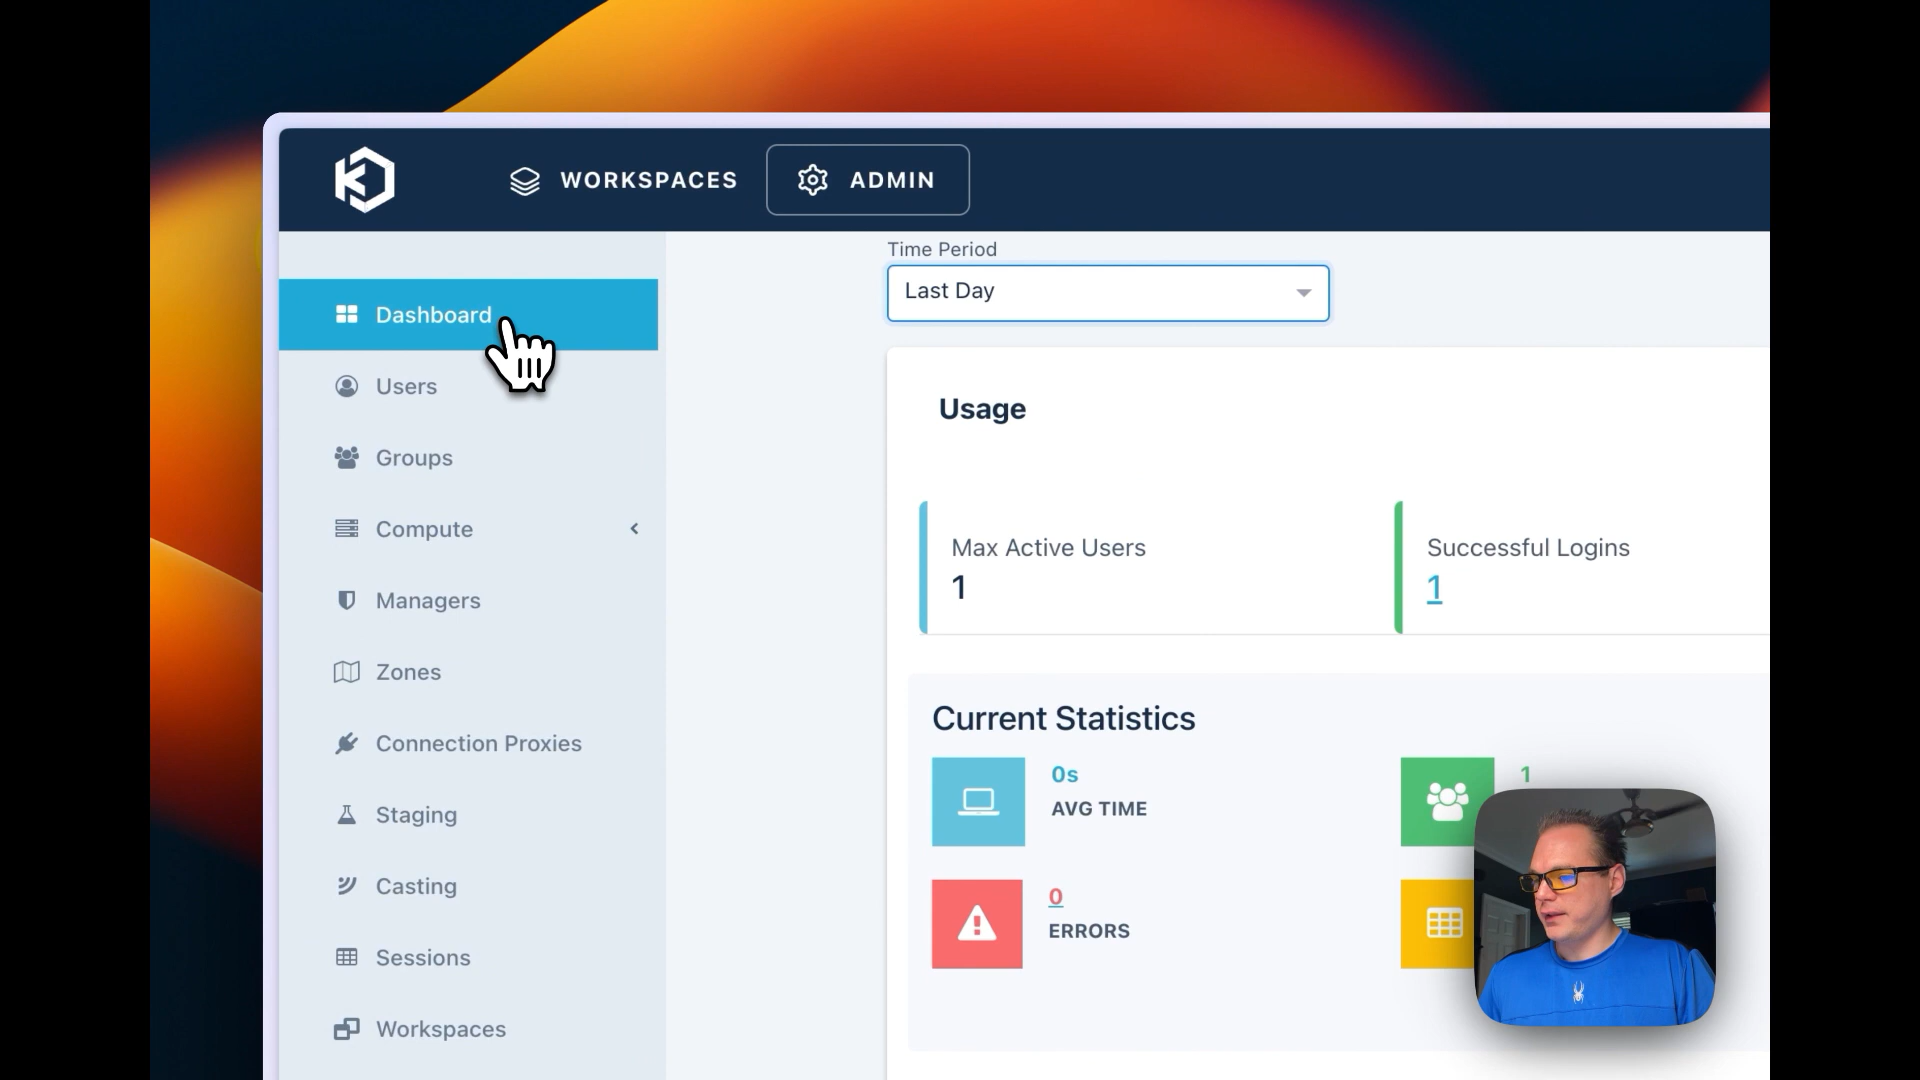 WORKSPACES
ADMIN
Time Period
Last Day
Dashboard
Users
Groups
Compute
Managers
Zones
Connection Proxies
Staging
Casting
Sessions
Workspaces
Usage
Max Active Users
1
Successful Logins
1
Current Statistics
0s
AVG TIME
1
0
ERRORS